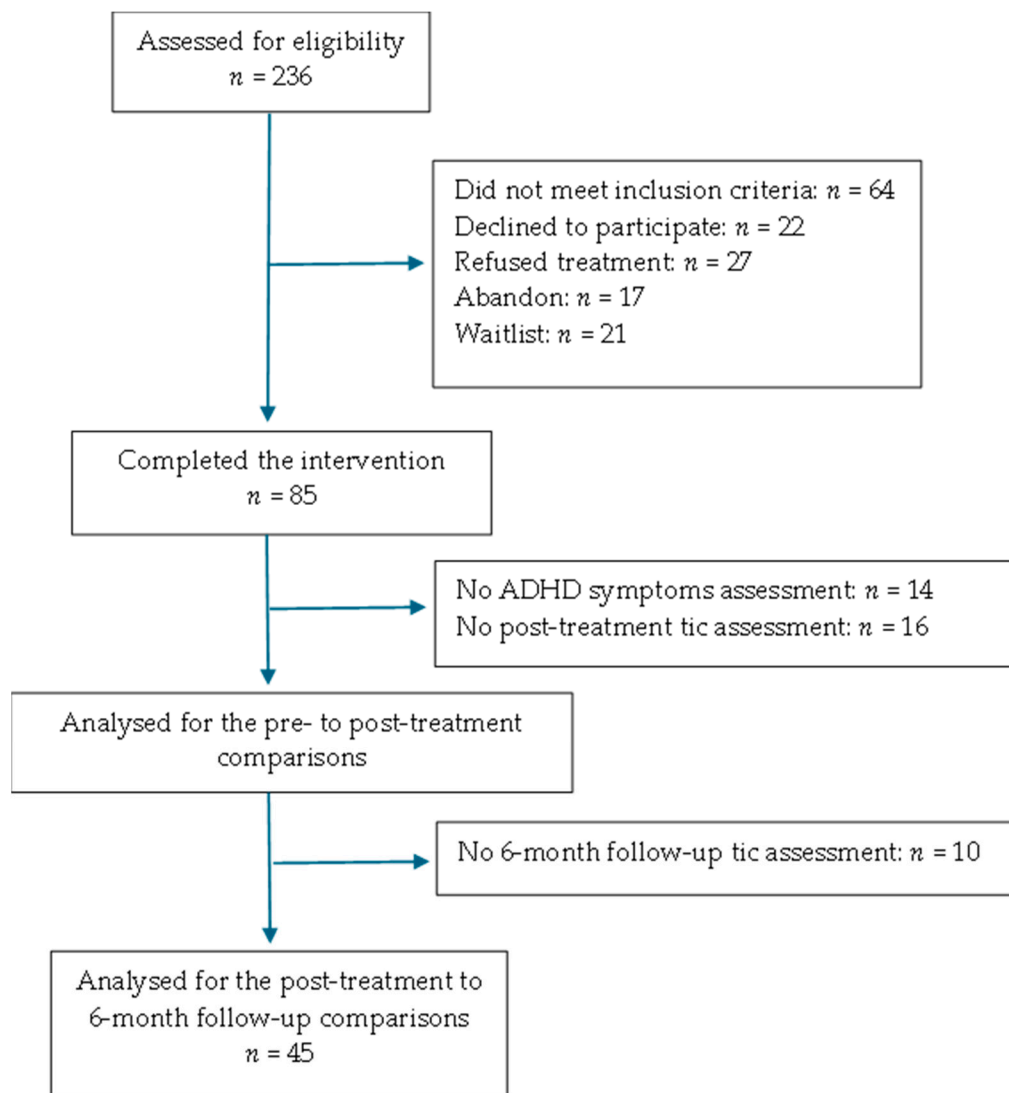 Assessed for eligibility
n = 236
Did not meet inclusion criteria: n = 64
Declined to participate: n = 22
Refused treatment: n = 27
Abandon: n = 17
Waitlist: n = 21
Completed the intervention
n = 85
No ADHD symptoms assessment: n = 14
No post-treatment tic assessment: n = 16
Analysed for the pre- to post-treatment
comparisons
No 6-month follow-up tic assessment: n = 10
Analysed for the post-treatment to
6-month follow-up comparisons
n = 45